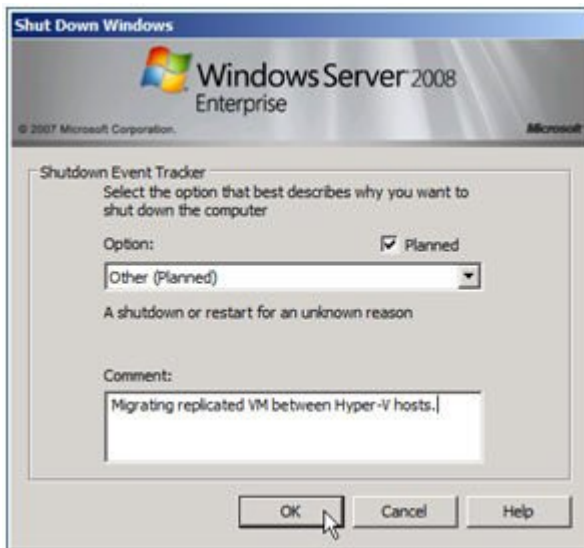 Shut Down Windows
Windows Server 2008
Enterprise
© 2007 Microsoft Corporation.
Microsoft
Shutdown Event Tracker
Select the option that best describes why you want to
shut down the computer
Option:
Planned
Other (Planned)
A shutdown or restart for an unknown reason
Comment:
Migrating replicated VM between Hyper-V hosts.
OK
Cancel
Help